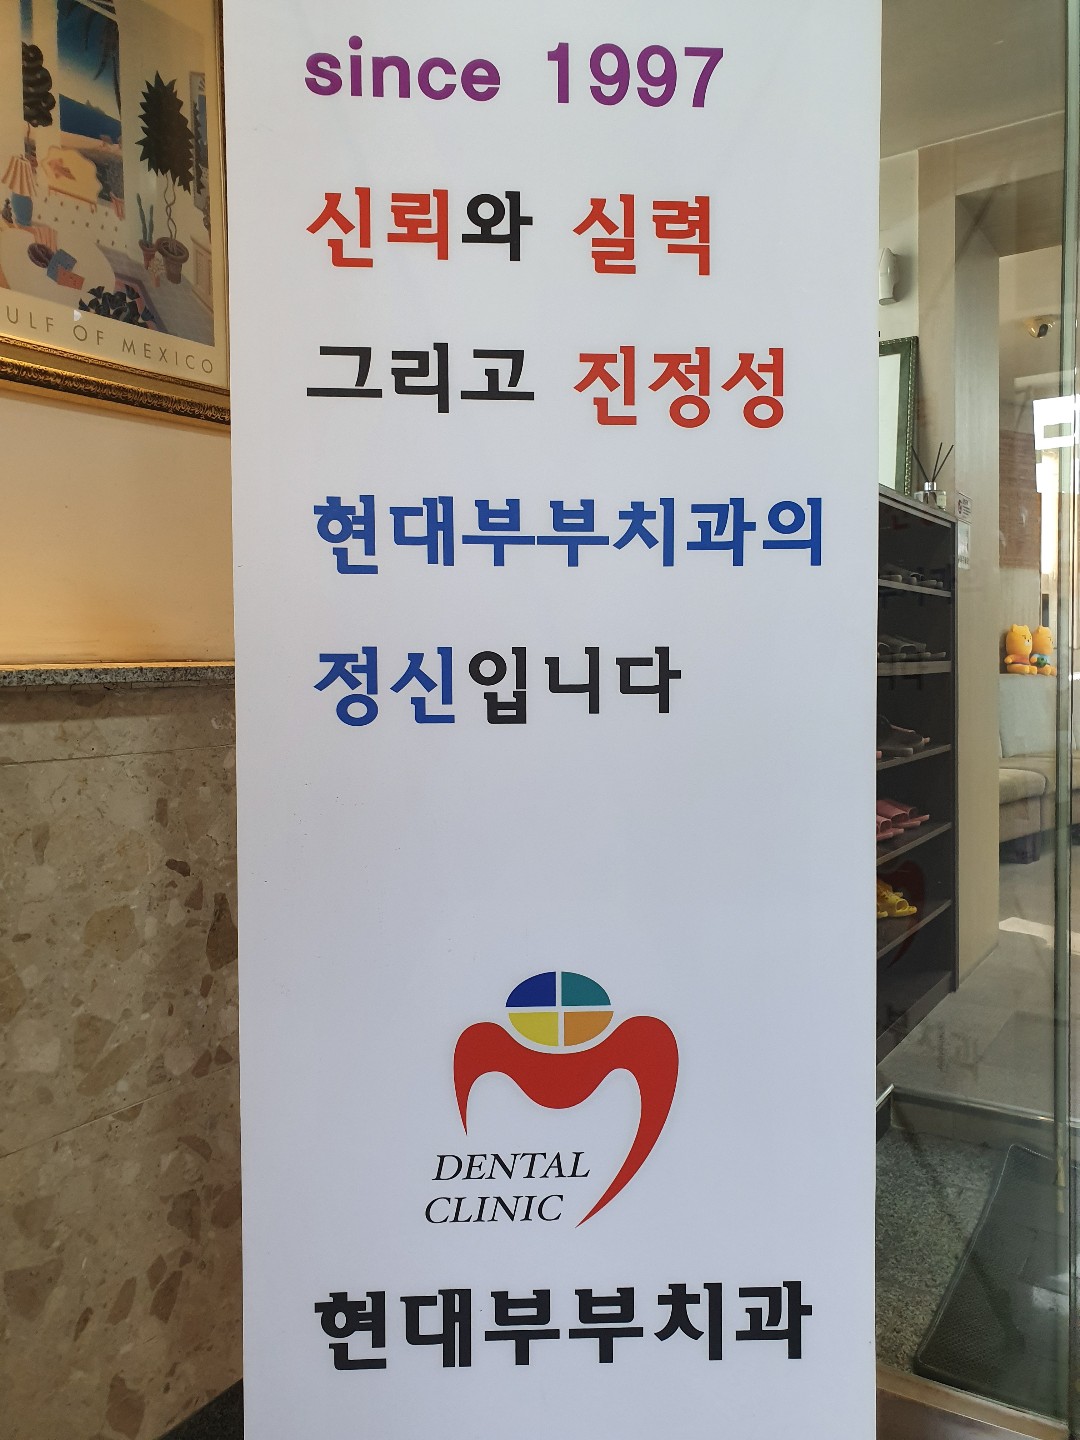 since 1997
신뢰와 실력
그리고 진정성
현대부부치과의
정신입니다
DENTAL
CLINIC
현대부부치과
ULF OF MEXICO